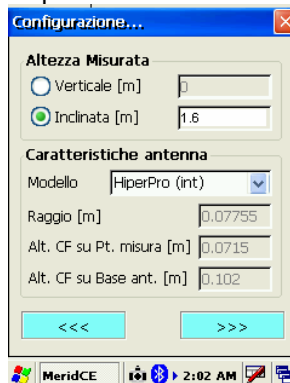 Configurazione...
Altezza Misurata
Verticale [m] 0
Inclinata [m] 1.6
Caratteristiche antenna
Modello HiperPro (int)
Raggio [m] 0.07755
Alt. CF su Pt. misura [m] 0.0715
Alt. CF su Base ant. [m] 0.102
<<< >>>
MeridCE 2:02 AM